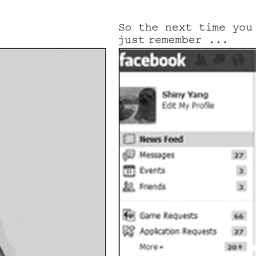 So the next time you
just remember ...
facebook
Shiny Yang
Edit My Profile
News Feed
Messages 27
Events 3
Friends 3
Game Requests 66
Application Requests 27
More 20+